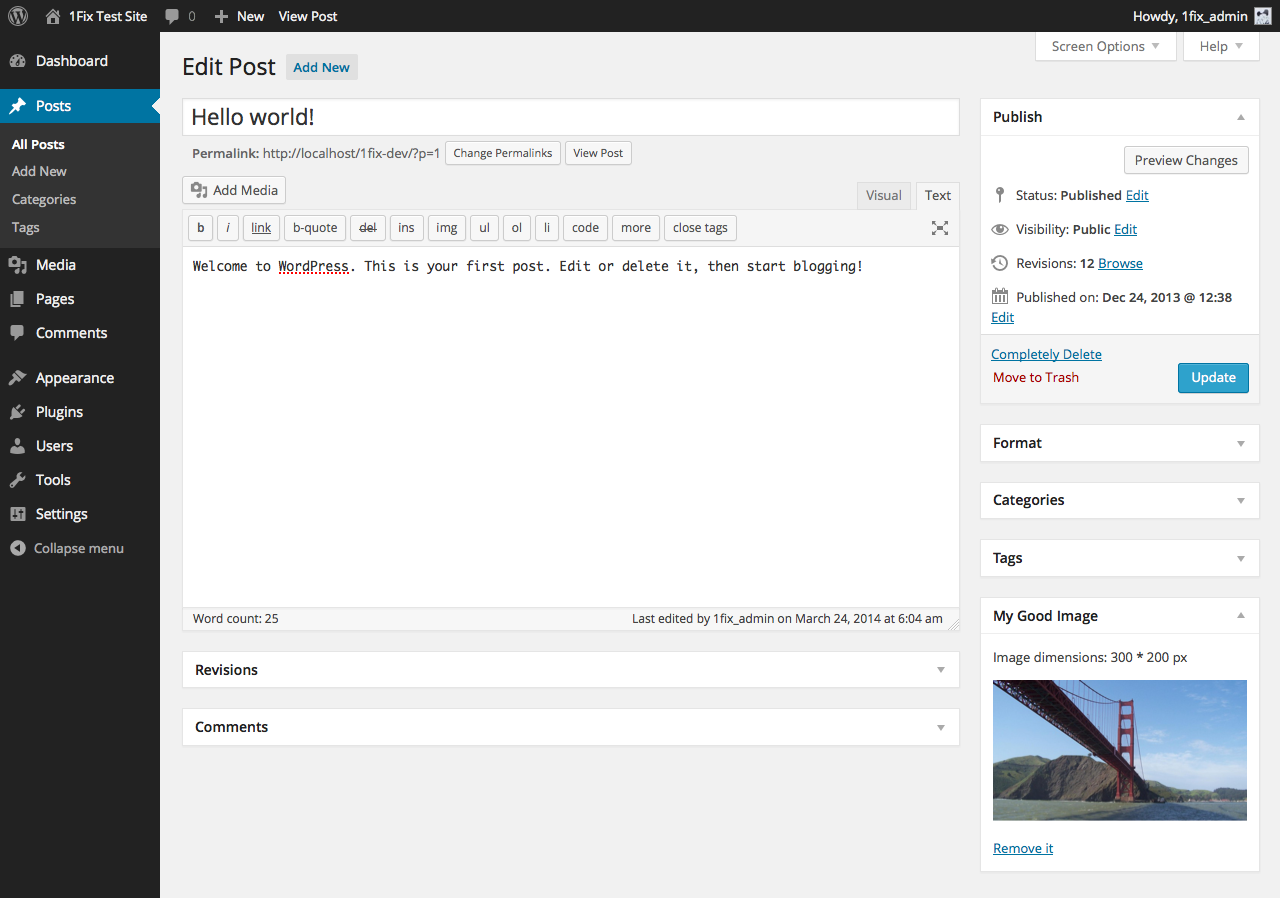 1Fix Test Site 0 New View Post Howdy, 1fix_admin
Dashboard
Posts
All Posts
Add New
Categories
Tags
Media
Pages
Comments
Appearance
Plugins
Users
Tools
Settings
Collapse menu
Screen Options Help
Edit Post Add New
Hello world!
Permalink: http://localhost/1fix-dev/?p=1 Change Permalinks View Post
Add Media Visual Text
b i link b-quote del ins img ul ol li code more close tags
Welcome to WordPress. This is your first post. Edit or delete it, then start blogging!
Word count: 25 Last edited by 1fix_admin on March 24, 2014 at 6:04 am
Revisions
Comments
Publish
Preview Changes
Status: Published Edit
Visibility: Public Edit
Revisions: 12 Browse
Published on: Dec 24, 2013 @ 12:38
Edit
Completely Delete
Move to Trash Update
Format
Categories
Tags
My Good Image
Image dimensions: 300 * 200 px
Remove it